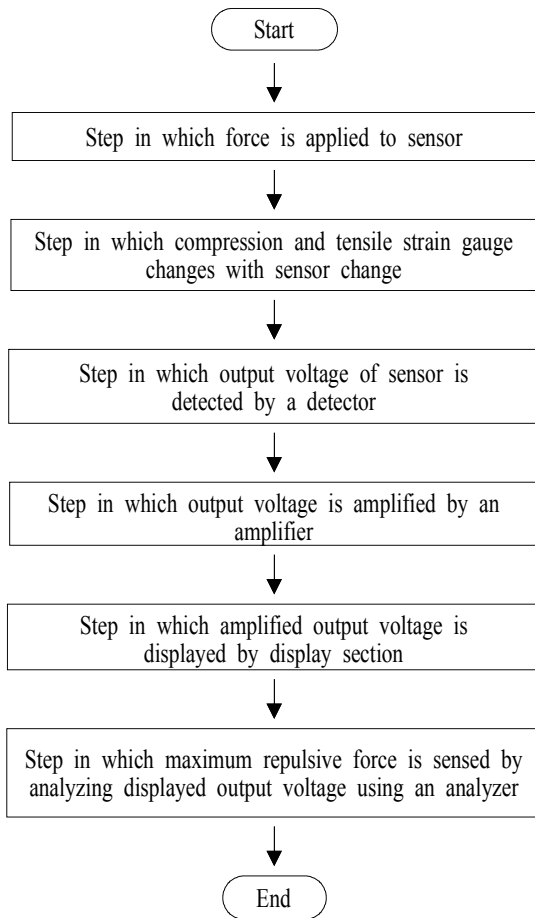 Start
Step in which force is applied to sensor
Step in which compression and tensile strain gauge
changes with sensor change
Step in which output voltage of sensor is
detected by a detector
Step in which output voltage is amplified by an
amplifier
Step in which amplified output voltage is
displayed by display section
Step in which maximum repulsive force is sensed by
analyzing displayed output voltage using an analyzer
End